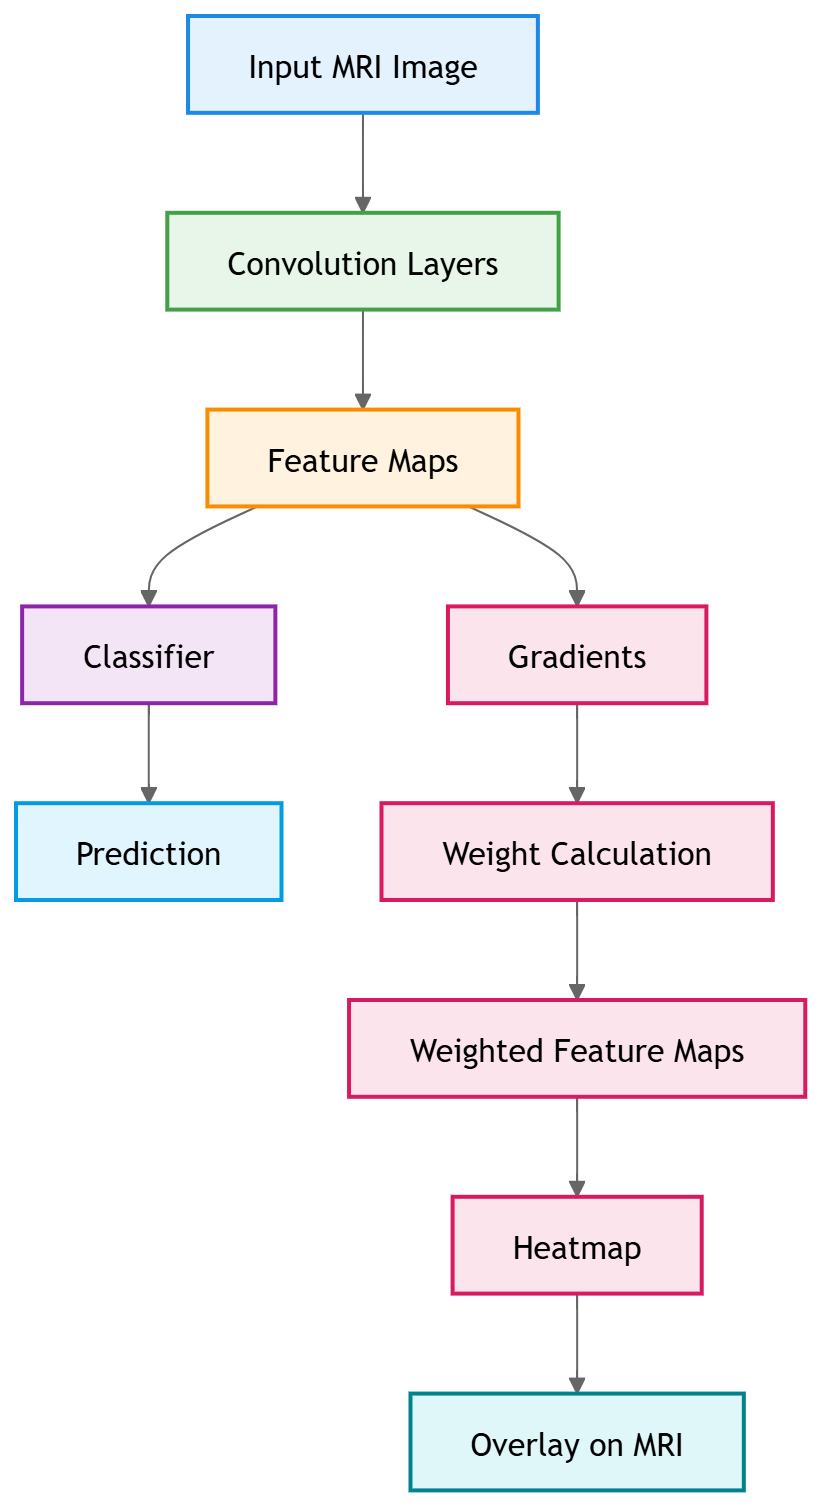 Input MRI Image
Convolution Layers
Feature Maps
Classifier
Gradients
Prediction
Weight Calculation
Weighted Feature Maps
Heatmap
Overlay on MRI